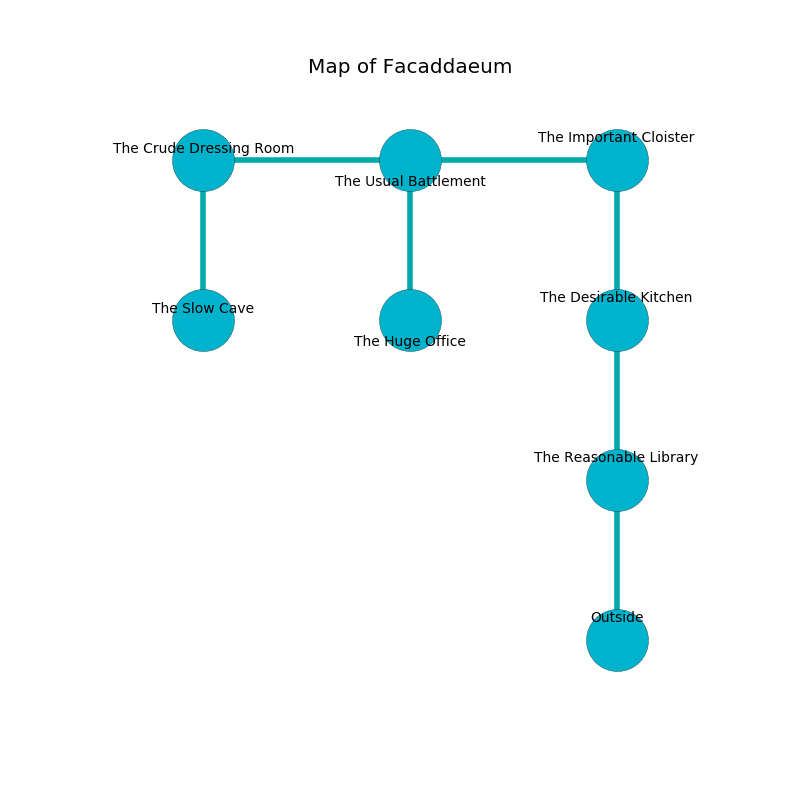 Map of Facaddaeum
The Important Cloister
The Crude Dressing Room
The Usual Battlement
The Desirable Kitchen
The Slow Cave
The Huge Office
The Reasonable Library
Outside